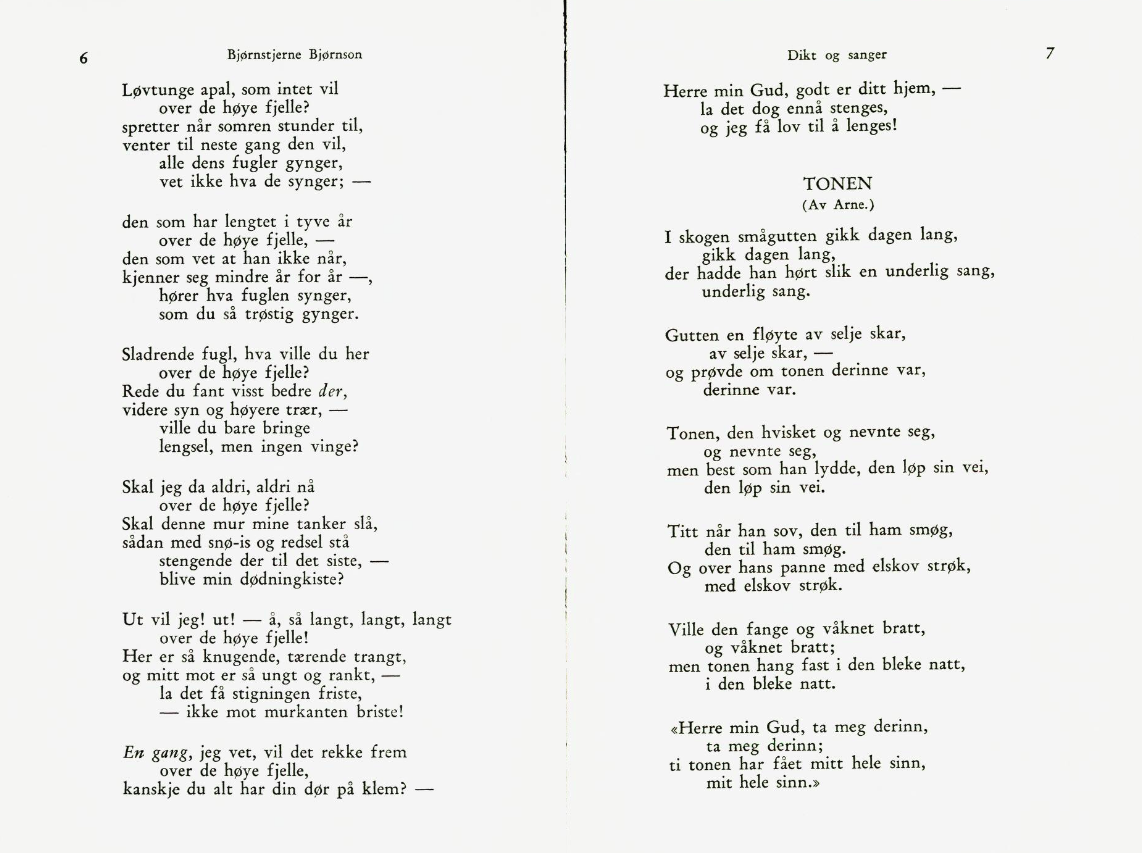 6
Bjørnstjerne Bjørnson
Løvtunge apal, som intet vil
over de høye fjelle?
spretter når somren stunder til,
venter til neste gang den vil,
alle dens fugler gynger,
vet ikke hva de synger; —
den som har lengtet i tyve år
over de høye fjelle, —
den som vet at han ikke når,
kjenner seg mindre år for år —,
hører hva fuglen synger,
som du så trøstig gynger.
Sladrende fugl, hva ville du her
over de høye fjelle?
Rede du fant visst bedre der,
videre syn og høyere trær, —
ville du bare bringe
lengsel, men ingen vinge?
Skal jeg da aldri, aldri nå
over de høye fjelle?
Skal denne mur mine tanker slå,
sådan med snø-is og redsel stå
stengende der til det siste, —
blive min dødningkiste?
Ut vil jeg! ut! — å, så langt, langt, langt
over de høye fjelle!
Her er så knugende, tærende trangt,
og mitt mot er så ungt og rankt, —
la det få stigningen friste,
— ikke mot murkanten briste!
En gang, jeg vet, vil det rekke frem
over de høye fjelle,
kanskje du alt har din dør på klem? —
Dikt og sanger
7
Herre min Gud, godt er ditt hjem, —
la det dog ennå stenges,
og jeg få lov til å lenges!
TONEN
(Av Arne.)
I skogen smågutten gikk dagen lang,
gikk dagen lang,
der hadde han hørt slik en underlig sang,
underlig sang.
Gutten en fløyte av selje skar,
av selje skar, —
og prøvde om tonen derinne var,
derinne var.
Tonen, den hvisket og nevnte seg,
og nevnte seg,
men best som han lydde, den løp sin vei,
den løp sin vei.
Titt når han sov, den til ham smøg,
den til ham smøg.
Og over hans panne med elskov strøk,
med elskov strøk.
Ville den fange og våknet bratt,
og våknet bratt;
men tonen hang fast i den bleke natt,
i den bleke natt.
«Herre min Gud, ta meg derinn,
ta meg derinn;
ti tonen har fået mitt hele sinn,
mit hele sinn.»